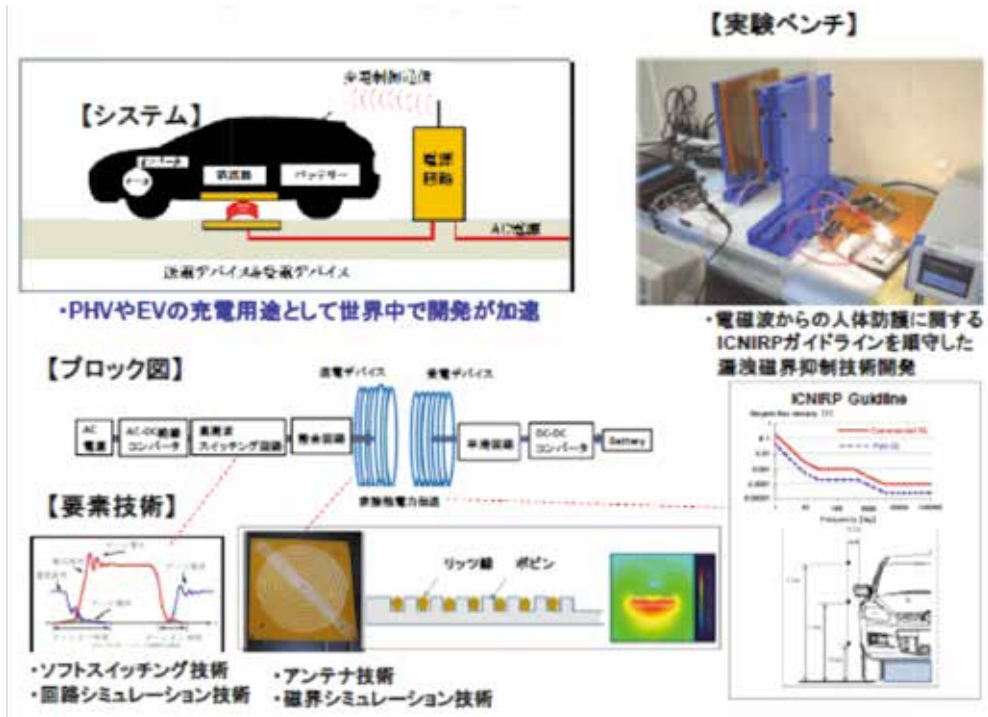 【実験ベンチ】
【システム】
充電制御通信
インバータ
モータ
整流器
バッテリー
電源
回路
AC電源
送電デバイス&受電デバイス
・PHVやEVの充電用途として世界中で開発が加速
・電磁波からの人体防護に関する
ICNIRPガイドラインを順守した
漏洩磁界抑制技術開発
【ブロック図】
送電デバイス
受電デバイス
AC
電源
AC-DC絶縁
コンバータ
高周波
スイッチング回路
整合回路
平滑回路
DC-DC
コンバータ
Battery
非接触電力伝送
ICNIRP Guidline
Magnetic flux density [T]
Frequency [Hz]
【要素技術】
リッツ線
ボビン
・ソフトスイッチング技術
・回路シミュレーション技術
・アンテナ技術
・磁界シミュレーション技術